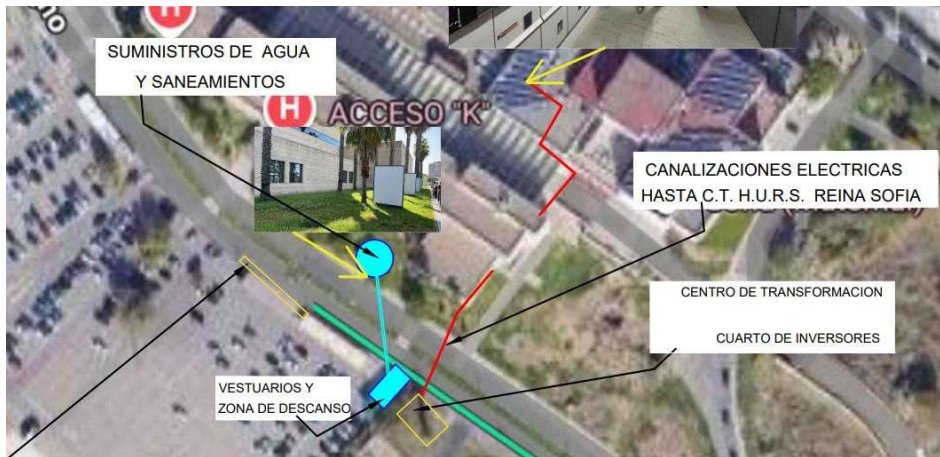 H
SUMINISTROS DE AGUA
Y SANEAMIENTOS
H ACCESO "K"
CANALIZACIONES ELECTRICAS
HASTA C.T. H.U.R.S. REINA SOFIA
CENTRO DE TRANSFORMACION
CUARTO DE INVERSORES
VESTUARIOS Y
ZONA DE DESCANSO